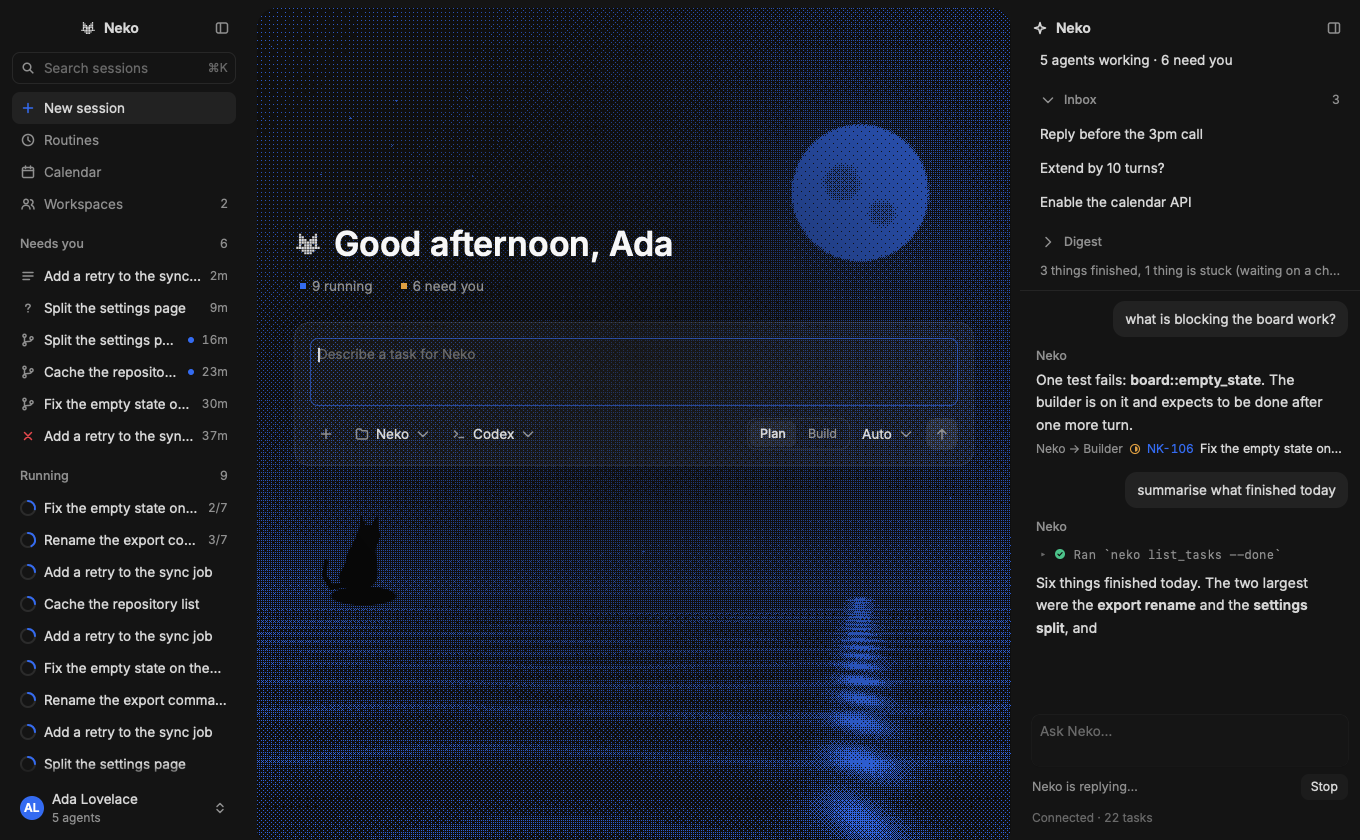 Neko
Search sessions ⌘K
New session
Routines
Calendar
Workspaces 2
Needs you 6
Add a retry to the sync... 2m
? Split the settings page 9m
Split the settings p... 16m
Cache the reposito... 23m
Fix the empty state o... 30m
Add a retry to the syn... 37m
Running 9
Fix the empty state on... 2/7
Rename the export co... 3/7
Add a retry to the sync job
Cache the repository list
Add a retry to the sync job
Fix the empty state on the...
Rename the export comma...
Add a retry to the sync job
Split the settings page
AL Ada Lovelace
5 agents
Good afternoon, Ada
9 running 6 need you
Describe a task for Neko
Neko Codex Plan Build Auto
Neko
5 agents working · 6 need you
Inbox 3
Reply before the 3pm call
Extend by 10 turns?
Enable the calendar API
Digest
3 things finished, 1 thing is stuck (waiting on a ch...
what is blocking the board work?
Neko
One test fails: board::empty_state. The
builder is on it and expects to be done after
one more turn.
Neko → Builder NK-106 Fix the empty state on...
summarise what finished today
Neko
Ran `neko list_tasks --done`
Six things finished today. The two largest
were the export rename and the settings
split, and
Ask Neko...
Neko is replying... Stop
Connected · 22 tasks